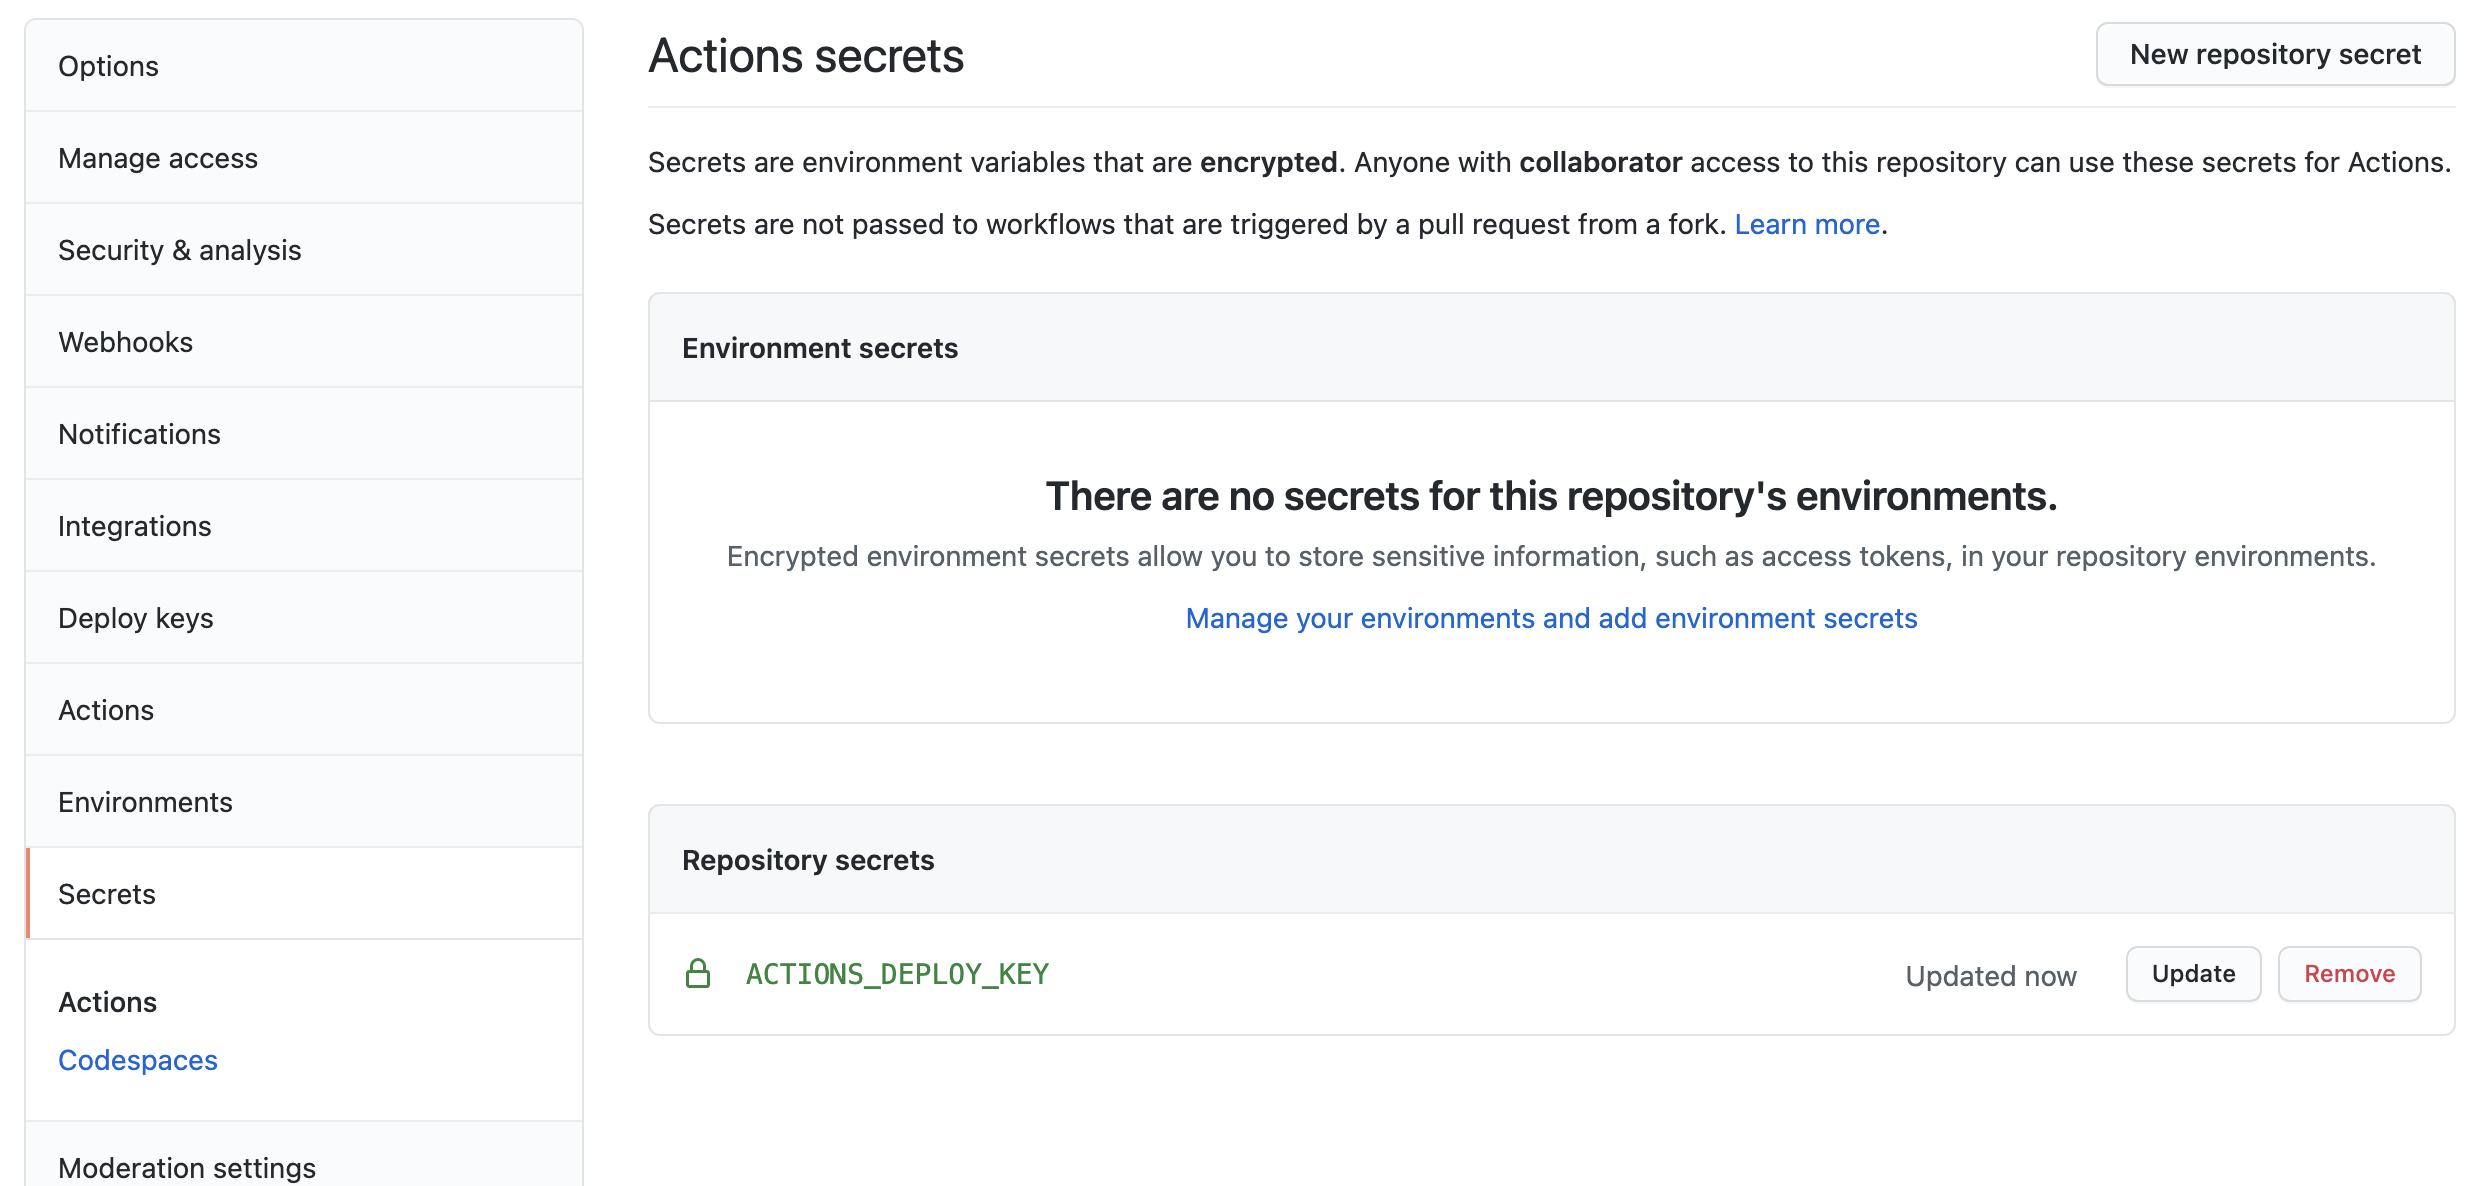 Options
Manage access
Security & analysis
Webhooks
Notifications
Integrations
Deploy keys
Actions
Environments
Secrets
Actions
Codespaces
Moderation settings
Actions secrets
New repository secret
Secrets are environment variables that are encrypted. Anyone with collaborator access to this repository can use these secrets for Actions.
Secrets are not passed to workflows that are triggered by a pull request from a fork. Learn more.
Environment secrets
There are no secrets for this repository's environments.
Encrypted environment secrets allow you to store sensitive information, such as access tokens, in your repository environments.
Manage your environments and add environment secrets
Repository secrets
ACTIONS_DEPLOY_KEY
Updated now
Update
Remove